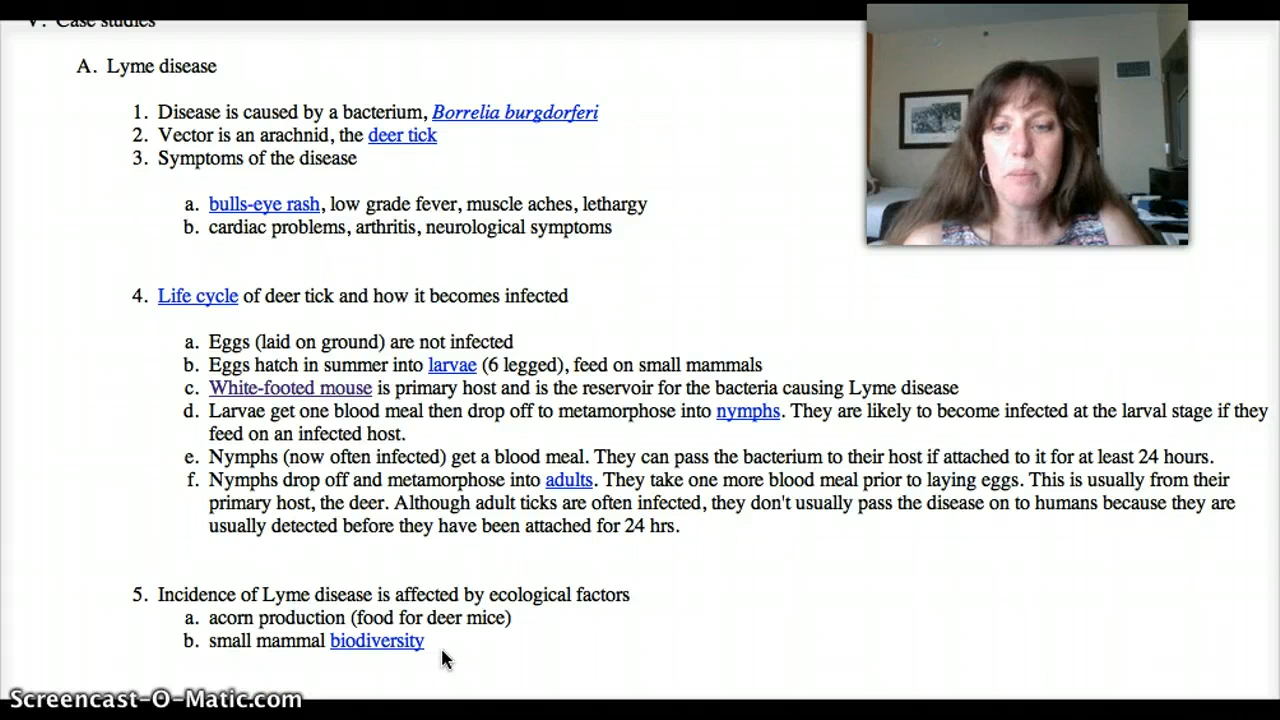 V. Case studies
A. Lyme disease
1. Disease is caused by a bacterium, Borrelia burgdorferi
2. Vector is an arachnid, the deer tick
3. Symptoms of the disease
a. bulls-eye rash, low grade fever, muscle aches, lethargy
b. cardiac problems, arthritis, neurological symptoms
4. Life cycle of deer tick and how it becomes infected
a. Eggs (laid on ground) are not infected
b. Eggs hatch in summer into larvae (6 legged), feed on small mammals
c. White-footed mouse is primary host and is the reservoir for the bacteria causing Lyme disease
d. Larvae get one blood meal then drop off to metamorphose into nymphs. They are likely to become infected at the larval stage if they
feed on an infected host.
e. Nymphs (now often infected) get a blood meal. They can pass the bacterium to their host if attached to it for at least 24 hours.
f. Nymphs drop off and metamorphose into adults. They take one more blood meal prior to laying eggs. This is usually from their
primary host, the deer. Although adult ticks are often infected, they don't usually pass the disease on to humans because they are
usually detected before they have been attached for 24 hrs.
5. Incidence of Lyme disease is affected by ecological factors
a. acorn production (food for deer mice)
b. small mammal biodiversity
Screencast-O-Matic.com